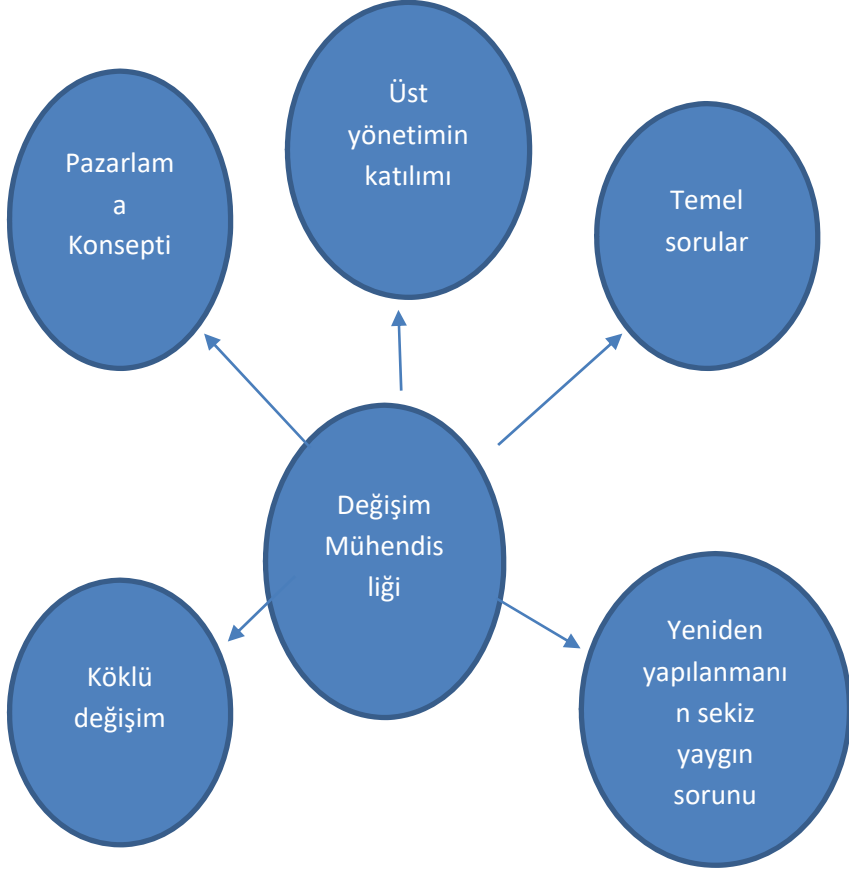 Üst
yönetimin
katılımı
Pazarlam
a
Konsepti
Temel
sorular
Değişim
Mühendis
liği
Köklü
değişim
Yeniden
yapılanmanı
n sekiz
yaygın
sorunu